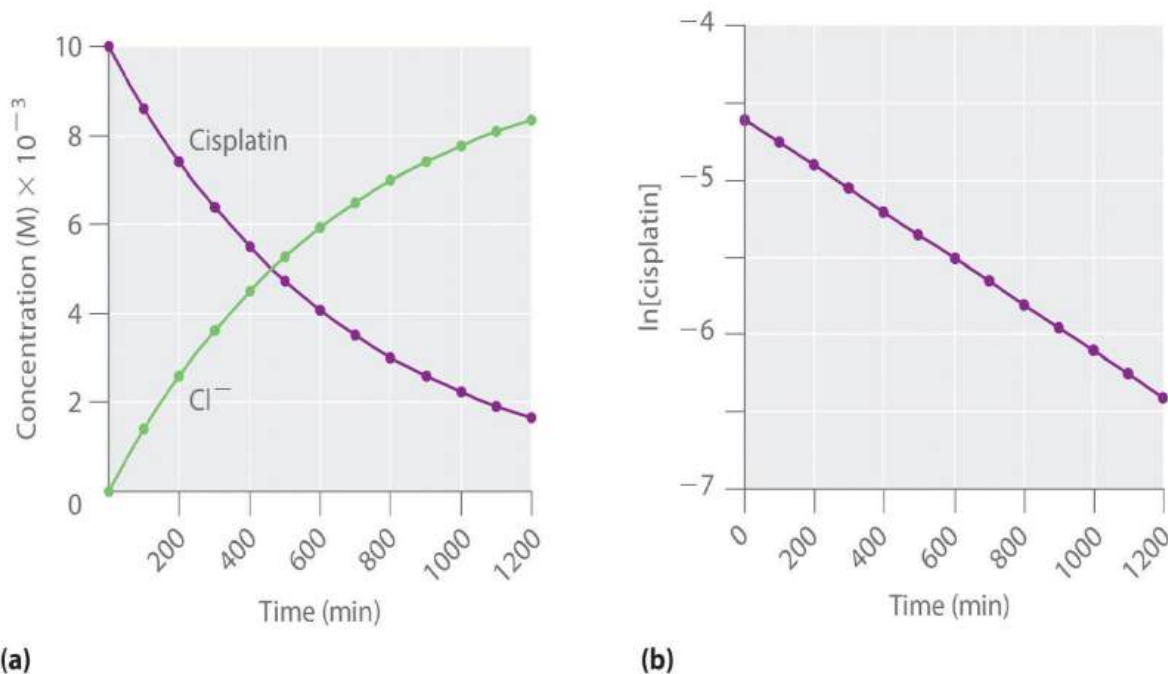 10
8
6
4
2
0
Concentration (M) × 10⁻³
Cisplatin
Cl⁻
200
400
600
800
1000
1200
Time (min)
(a)
−4
−5
−6
−7
ln[cisplatin]
0
200
400
600
800
1000
1200
Time (min)
(b)